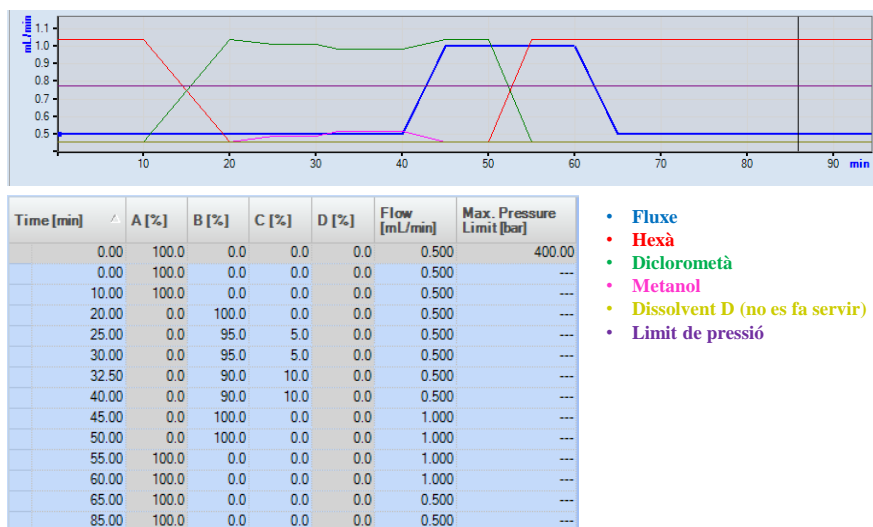 mL/min
1.1
1.0
0.9
0.8
0.7
0.6
0.5
10 20 30 40 50 60 70 80 90 min
Time [min] A [%] B [%] C [%] D [%] Flow [mL/min] Max. Pressure Limit [bar]
0.00 100.0 0.0 0.0 0.0 0.500 400.00
0.00 100.0 0.0 0.0 0.0 0.500 ---
10.00 100.0 0.0 0.0 0.0 0.500 ---
20.00 0.0 100.0 0.0 0.0 0.500 ---
25.00 0.0 95.0 5.0 0.0 0.500 ---
30.00 0.0 95.0 5.0 0.0 0.500 ---
32.50 0.0 90.0 10.0 0.0 0.500 ---
40.00 0.0 90.0 10.0 0.0 0.500 ---
45.00 0.0 100.0 0.0 0.0 1.000 ---
50.00 0.0 100.0 0.0 0.0 1.000 ---
55.00 100.0 0.0 0.0 0.0 1.000 ---
60.00 100.0 0.0 0.0 0.0 1.000 ---
65.00 100.0 0.0 0.0 0.0 0.500 ---
85.00 100.0 0.0 0.0 0.0 0.500 ---
• Fluxe
• Hexà
• Diclorometà
• Metanol
• Dissolvent D (no es fa servir)
• Limit de pressió